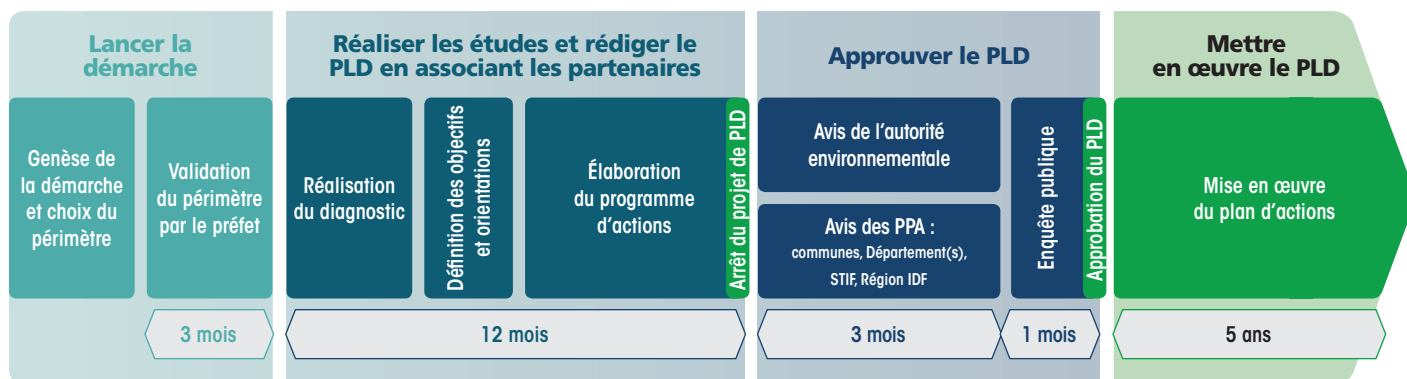 Lancer la
démarche
Genèse de
la démarche
et choix du
périmètre
Validation
du périmètre
par le préfet
3 mois
Réaliser les études et rédiger le
PLD en associant les partenaires
Réalisation
du diagnostic
Définition des objectifs
et orientations
Élaboration
du programme
d'actions
Arrêt du projet de PLD
12 mois
Approuver le PLD
Avis de l'autorité
environnementale
Avis des PPA :
communes, Département(s),
STIF, Région IDF
Enquête publique
Approbation du PLD
3 mois
1 mois
Mettre
en œuvre le PLD
Mise en œuvre
du plan d'actions
5 ans